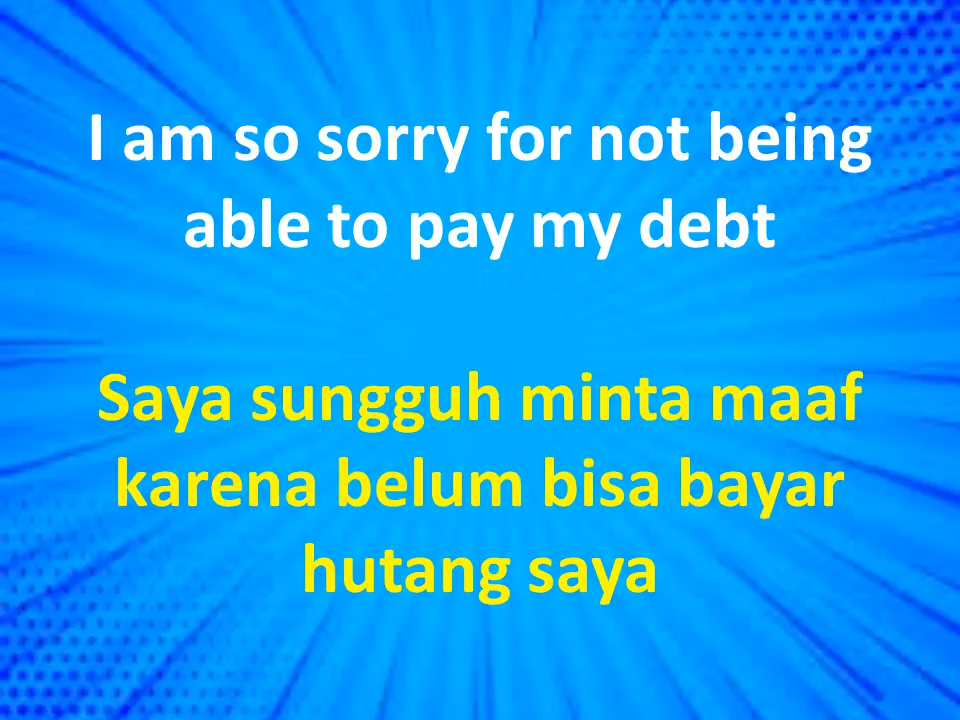 I am so sorry for not being
able to pay my debt
Saya sungguh minta maaf
karena belum bisa bayar
hutang saya